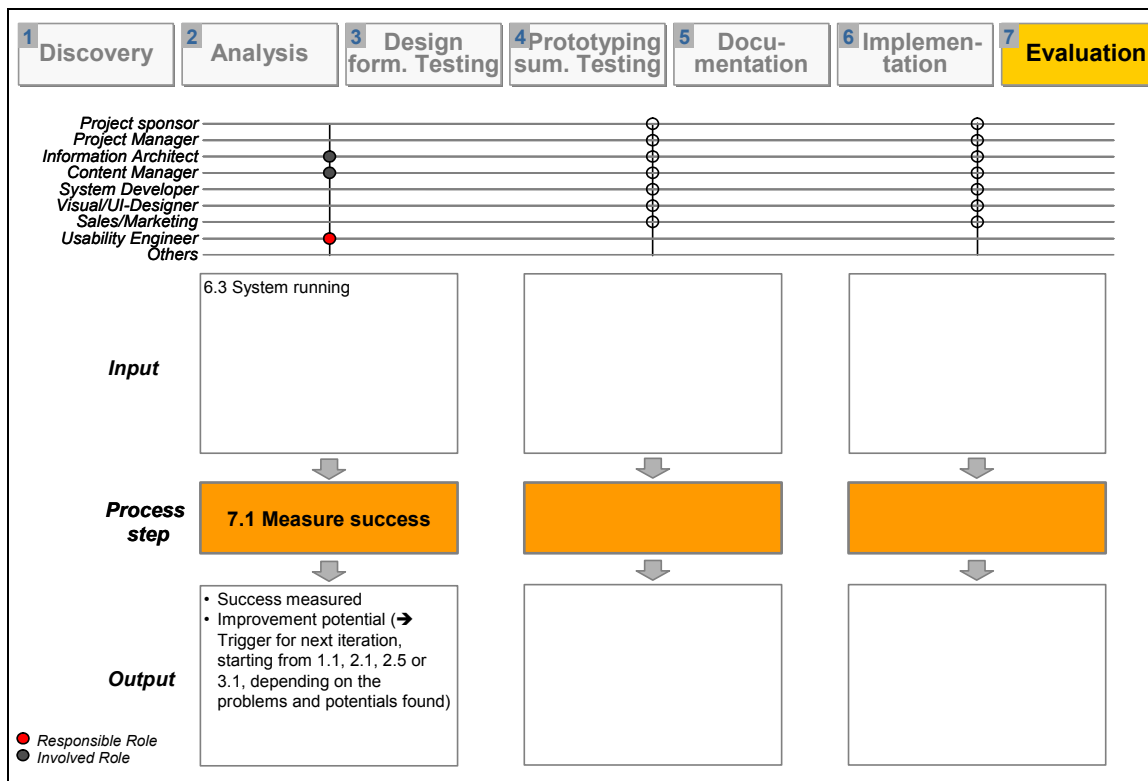 1
Discovery
2
Analysis
3
Design
form. Testing
4
Prototyping
sum. Testing
5
Docu-
mentation
6
Implemen-
tation
7
Evaluation
Project sponsor
Project Manager
Information Architect
Content Manager
System Developer
Visual/UI-Designer
Sales/Marketing
Usability Engineer
Others
Input
6.3 System running
Process
step
7.1 Measure success
Output
• Success measured
• Improvement potential (➔
Trigger for next iteration,
starting from 1.1, 2.1, 2.5 or
3.1, depending on the
problems and potentials found)
Responsible Role
Involved Role